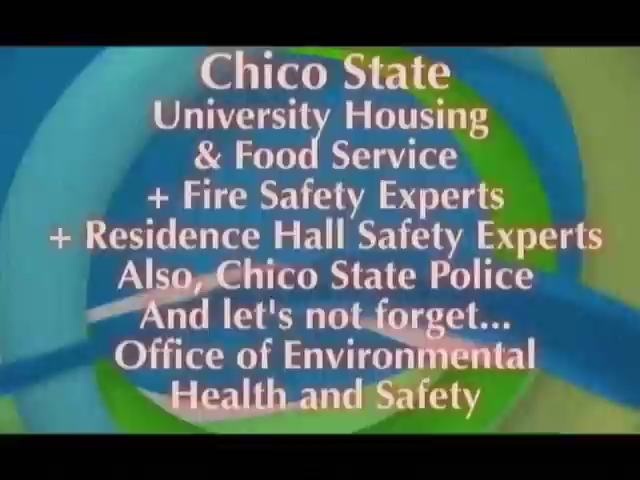 Chico State
University Housing
& Food Service
+ Fire Safety Experts
+ Residence Hall Safety Experts
Also, Chico State Police
And let's not forget...
Office of Environmental
Health and Safety